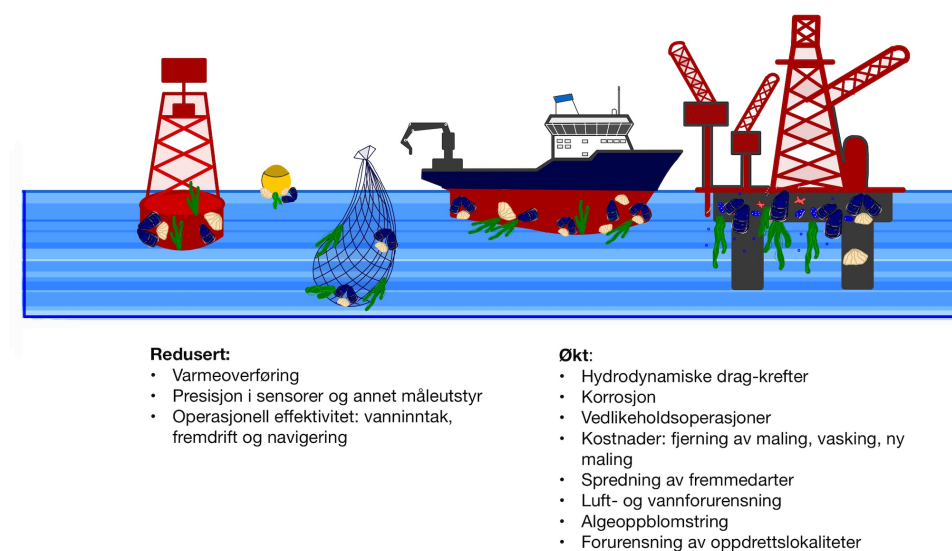 Redusert:
• Varmeoverføring
• Presisjon i sensorer og annet måleutstyr
• Operasjonell effektivitet: vanninntak,
fremdrift og navigering
Økt:
• Hydrodynamiske drag-krefter
• Korrosjon
• Vedlikeholdsoperasjoner
• Kostnader: fjerning av maling, vasking, ny
maling
• Spredning av fremmedarter
• Luft- og vannforurensning
• Algeoppblomstring
• Forurensning av oppdrettslokaliteter